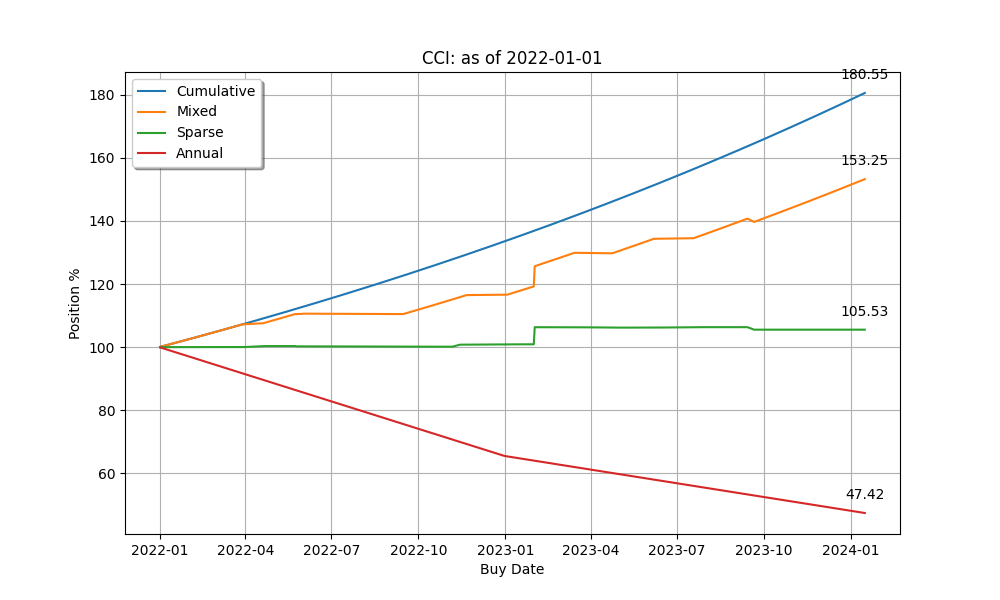 CCI: as of 2022-01-01
Cumulative
Mixed
Sparse
Annual
180.55
153.25
105.53
47.42
180
160
140
120
100
80
60
Position %
2022-01
2022-04
2022-07
2022-10
2023-01
2023-04
2023-07
2023-10
2024-01
Buy Date